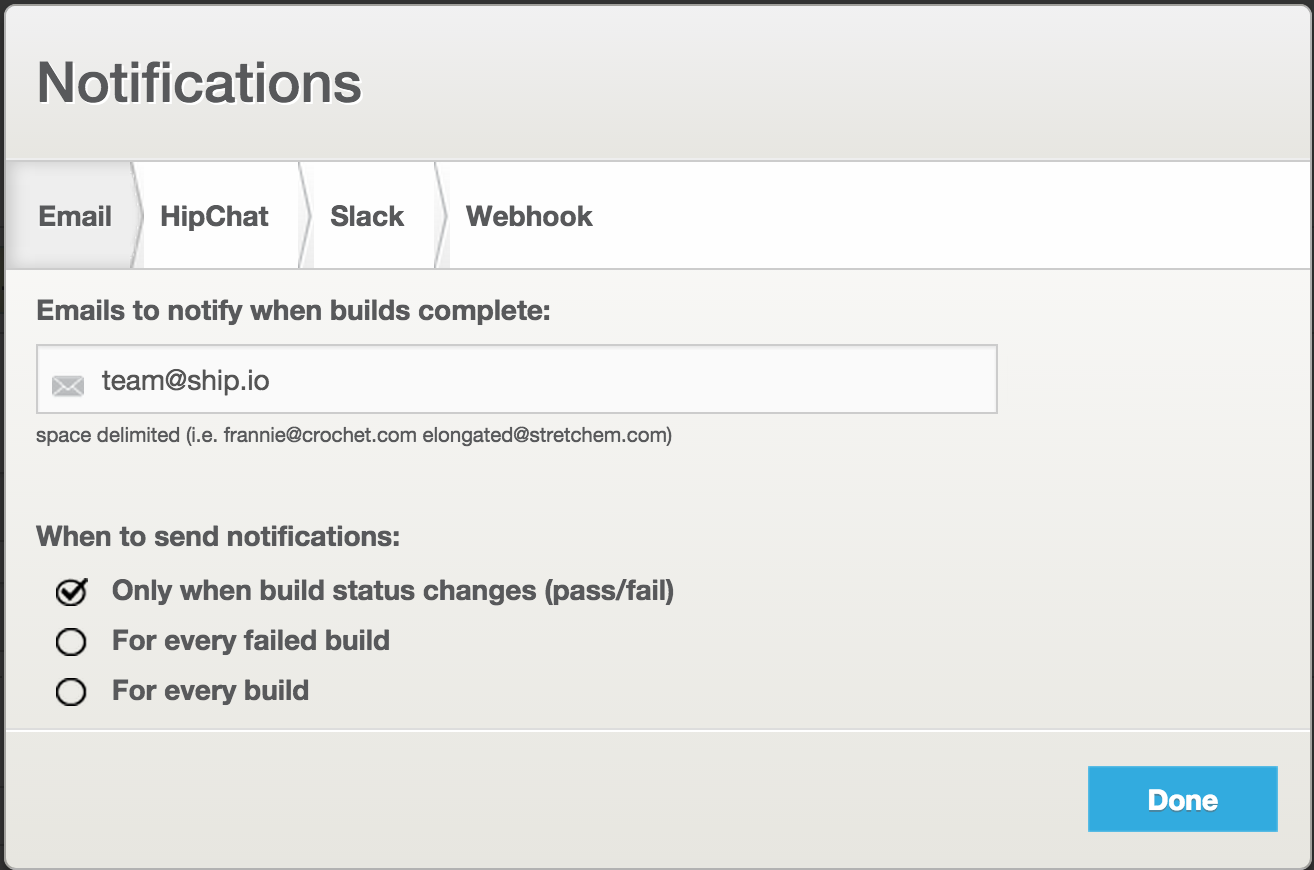 Notifications
Email HipChat Slack Webhook
Emails to notify when builds complete:
team@ship.io
space delimited (i.e. frannie@crochet.com elongated@stretchem.com)
When to send notifications:
Only when build status changes (pass/fail)
For every failed build
For every build
Done